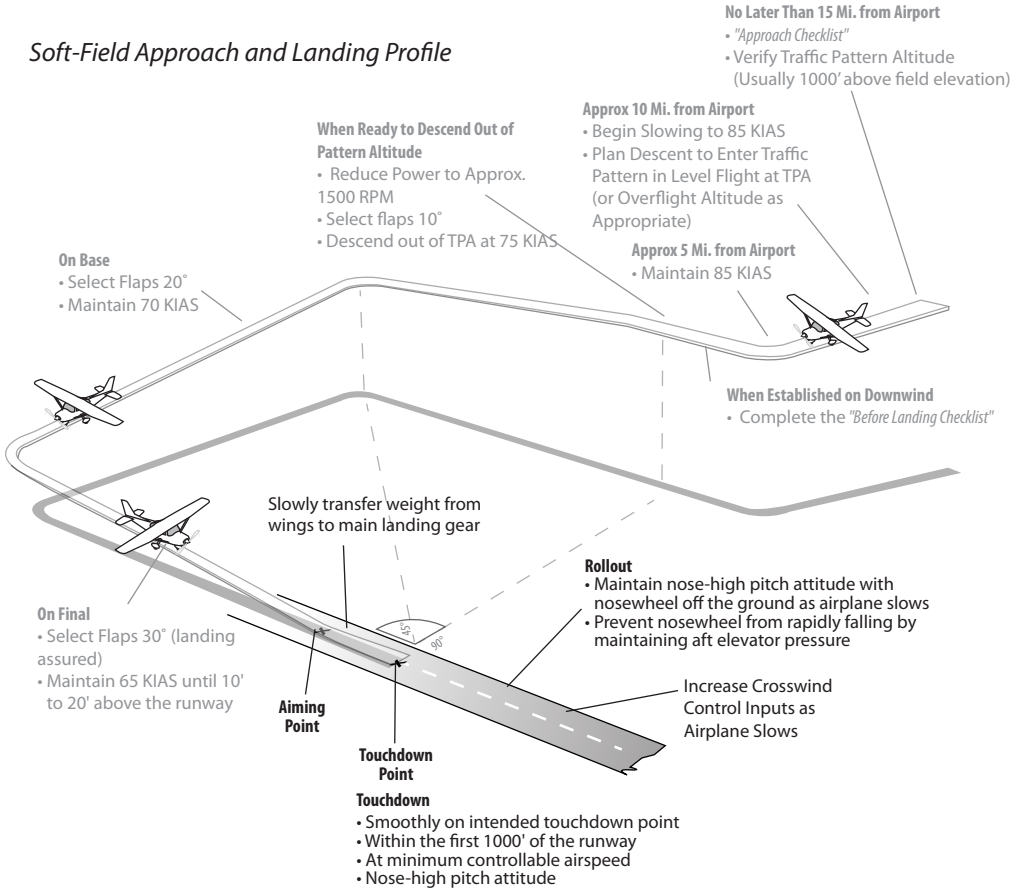 Soft-Field Approach and Landing Profile
No Later Than 15 Mi. from Airport
• "Approach Checklist"
• Verify Traffic Pattern Altitude
(Usually 1000' above field elevation)
Approx 10 Mi. from Airport
• Begin Slowing to 85 KIAS
• Plan Descent to Enter Traffic
Pattern in Level Flight at TPA
(or Overflight Altitude as
Appropriate)
When Ready to Descend Out of
Pattern Altitude
• Reduce Power to Approx.
1500 RPM
• Select flaps 10˚
• Descend out of TPA at 75 KIAS
Approx 5 Mi. from Airport
• Maintain 85 KIAS
On Base
• Select Flaps 20˚
• Maintain 70 KIAS
When Established on Downwind
• Complete the "Before Landing Checklist"
Slowly transfer weight from
wings to main landing gear
Rollout
• Maintain nose-high pitch attitude with
nosewheel off the ground as airplane slows
• Prevent nosewheel from rapidly falling by
maintaining aft elevator pressure
On Final
• Select Flaps 30˚ (landing
assured)
• Maintain 65 KIAS until 10'
to 20' above the runway
45°
90°
Increase Crosswind
Control Inputs as
Airplane Slows
Aiming
Point
Touchdown
Point
Touchdown
• Smoothly on intended touchdown point
• Within the first 1000' of the runway
• At minimum controllable airspeed
• Nose-high pitch attitude